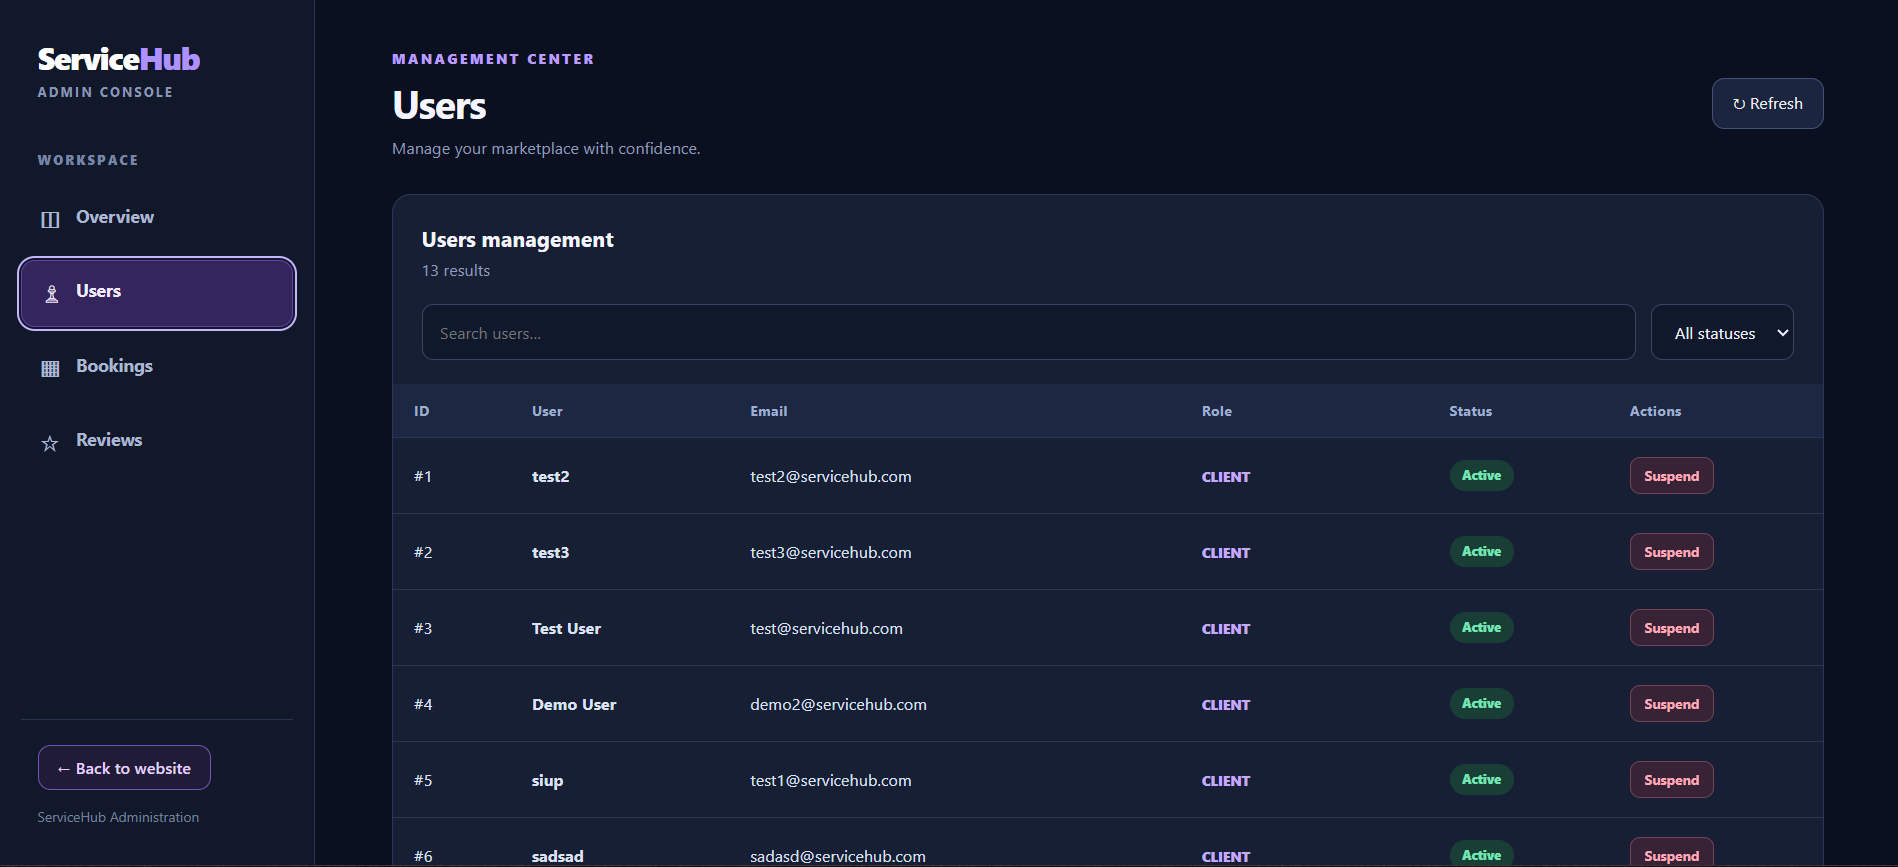 ServiceHub
ADMIN CONSOLE
WORKSPACE
Overview
Users
Bookings
Reviews
← Back to website
ServiceHub Administration
MANAGEMENT CENTER
Users
Manage your marketplace with confidence.
↻ Refresh
Users management
13 results
Search users...
All statuses
ID User Email Role Status Actions
#1 test2 test2@servicehub.com CLIENT Active Suspend
#2 test3 test3@servicehub.com CLIENT Active Suspend
#3 Test User test@servicehub.com CLIENT Active Suspend
#4 Demo User demo2@servicehub.com CLIENT Active Suspend
#5 siup test1@servicehub.com CLIENT Active Suspend
#6 sadsad sadasd@servicehub.com CLIENT Active Suspend